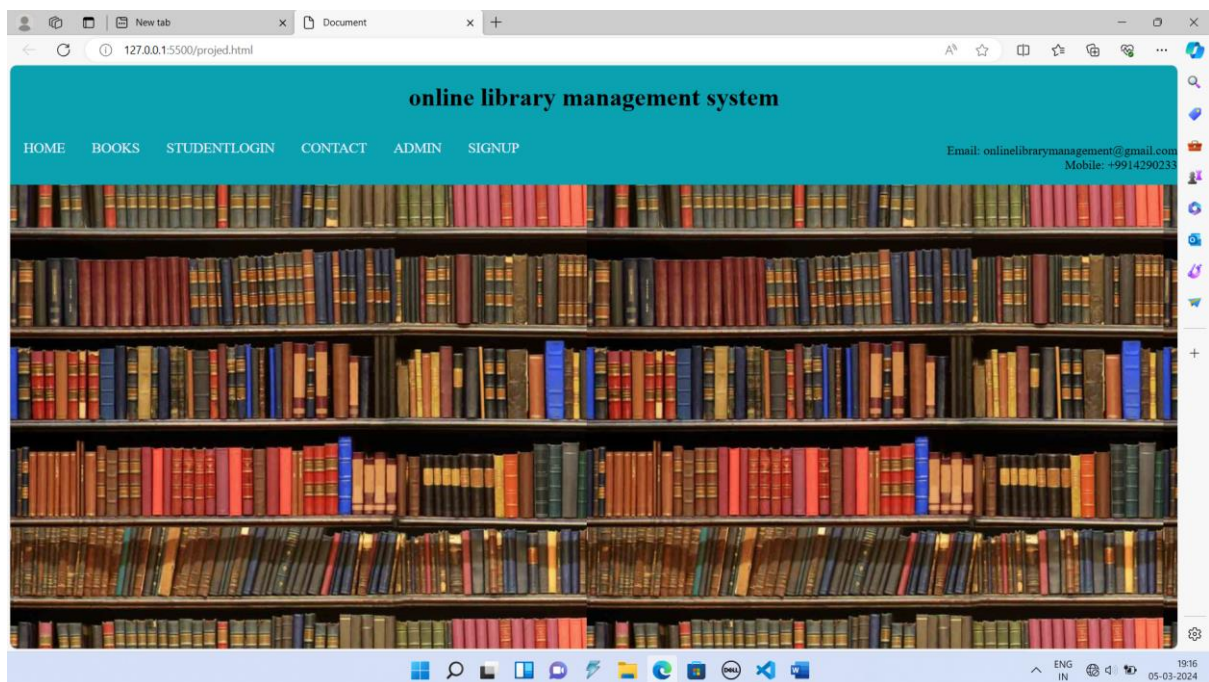 New tab
Document
127.0.0.1:5500/projed.html
online library management system
HOME BOOKS STUDENTLOGIN CONTACT ADMIN SIGNUP
Email: onlinelibrarymanagement@gmail.com
Mobile: +9914290233
ENG
IN
19:16
05-03-2024